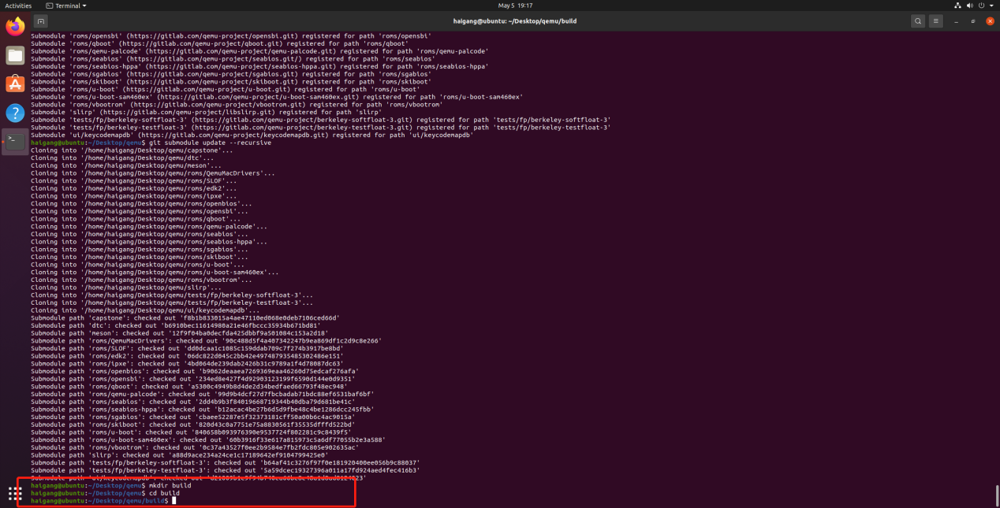 Activities
Terminal
May 5 19:17
haigang@ubuntu: ~/Desktop/qemu/build
Submodule 'roms/opensbi' (https://gitlab.com/qemu-project/opensbi.git) registered for path 'roms/opensbi'
Submodule 'roms/qboot' (https://gitlab.com/qemu-project/qboot.git) registered for path 'roms/qboot'
Submodule 'roms/qemu-palcode' (https://gitlab.com/qemu-project/qemu-palcode.git) registered for path 'roms/qemu-palcode'
Submodule 'roms/seabios' (https://gitlab.com/qemu-project/seabios.git/) registered for path 'roms/seabios'
Submodule 'roms/seabios-hppa' (https://gitlab.com/qemu-project/seabios-hppa.git) registered for path 'roms/seabios-hppa'
Submodule 'roms/sgabios' (https://gitlab.com/qemu-project/sgabios.git) registered for path 'roms/sgabios'
Submodule 'roms/skiboot' (https://gitlab.com/qemu-project/skiboot.git) registered for path 'roms/skiboot'
Submodule 'roms/u-boot' (https://gitlab.com/qemu-project/u-boot.git) registered for path 'roms/u-boot'
Submodule 'roms/u-boot-sam460ex' (https://gitlab.com/qemu-project/u-boot-sam460ex.git) registered for path 'roms/u-boot-sam460ex'
Submodule 'roms/vbootrom' (https://gitlab.com/qemu-project/vbootrom.git) registered for path 'roms/vbootrom'
Submodule 'slirp' (https://gitlab.com/qemu-project/libslirp.git) registered for path 'slirp'
Submodule 'tests/fp/berkeley-softfloat-3' (https://gitlab.com/qemu-project/berkeley-softfloat-3.git) registered for path 'tests/fp/berkeley-softfloat-3'
Submodule 'tests/fp/berkeley-testfloat-3' (https://gitlab.com/qemu-project/berkeley-testfloat-3.git) registered for path 'tests/fp/berkeley-testfloat-3'
Submodule 'ui/keycodemapdb' (https://gitlab.com/qemu-project/keycodemapdb.git) registered for path 'ui/keycodemapdb'
haigang@ubuntu:~/Desktop/qemu$ git submodule update --recursive
Cloning into '/home/haigang/Desktop/qemu/capstone'...
Cloning into '/home/haigang/Desktop/qemu/dtc'...
Cloning into '/home/haigang/Desktop/qemu/meson'...
Cloning into '/home/haigang/Desktop/qemu/roms/QemuMacDrivers'...
Cloning into '/home/haigang/Desktop/qemu/roms/SLOF'...
Cloning into '/home/haigang/Desktop/qemu/roms/edk2'...
Cloning into '/home/haigang/Desktop/qemu/roms/ipxe'...
Cloning into '/home/haigang/Desktop/qemu/roms/openbios'...
Cloning into '/home/haigang/Desktop/qemu/roms/opensbi'...
Cloning into '/home/haigang/Desktop/qemu/roms/qboot'...
Cloning into '/home/haigang/Desktop/qemu/roms/qemu-palcode'...
Cloning into '/home/haigang/Desktop/qemu/roms/seabios'...
Cloning into '/home/haigang/Desktop/qemu/roms/seabios-hppa'...
Cloning into '/home/haigang/Desktop/qemu/roms/sgabios'...
Cloning into '/home/haigang/Desktop/qemu/roms/skiboot'...
Cloning into '/home/haigang/Desktop/qemu/roms/u-boot'...
Cloning into '/home/haigang/Desktop/qemu/roms/u-boot-sam460ex'...
Cloning into '/home/haigang/Desktop/qemu/roms/vbootrom'...
Cloning into '/home/haigang/Desktop/qemu/slirp'...
Cloning into '/home/haigang/Desktop/qemu/tests/fp/berkeley-softfloat-3'...
Cloning into '/home/haigang/Desktop/qemu/tests/fp/berkeley-testfloat-3'...
Cloning into '/home/haigang/Desktop/qemu/ui/keycodemapdb'...
Submodule path 'capstone': checked out 'f8b1b833015a4ae47110ed068e0deb7106ced66d'
Submodule path 'dtc': checked out 'b6910bec11614980a21e46fbccc35934b671bd81'
Submodule path 'meson': checked out '12f9f04ba0decfda425dbbf9a501084c153a2d18'
Submodule path 'roms/QemuMacDrivers': checked out '90c488d5f4a407342247b9ea869df1c2d9c8e266'
Submodule path 'roms/SLOF': checked out 'dd0dcaa1c1085c159ddab709c7f274b3917be8bd'
Submodule path 'roms/edk2': checked out '06dc822d045c2bb42e497487935485302486e151'
Submodule path 'roms/ipxe': checked out '4bd064de239dab2426b31c9789a1f4d78087dc63'
Submodule path 'roms/openbios': checked out 'b9062deaaea7269369eaa46260d75edcaf276afa'
Submodule path 'roms/opensbi': checked out '234ed8e427f4d92903123199f6590d144e0d9351'
Submodule path 'roms/qboot': checked out 'a5300c4949b8d4de2d34bedfaed66793f48ec948'
Submodule path 'roms/qemu-palcode': checked out '99d9b4dcf27d7fbcbadab71bdc88ef6531baf6bf'
Submodule path 'roms/seabios': checked out '2dd4b9b3f84019668719344b40dba79d681be41c'
Submodule path 'roms/seabios-hppa': checked out 'b12acac4be27b6d5d9fbe48c4be1286dcc245fbb'
Submodule path 'roms/sgabios': checked out 'cbaee52287e5f32373181cff50a00b6c4ac9015a'
Submodule path 'roms/skiboot': checked out '820d43c0a7751e75a8830561f35535dfffd522bd'
Submodule path 'roms/u-boot': checked out '840658b093976390e9537724f802281c9c8439f5'
Submodule path 'roms/u-boot-sam460ex': checked out '60b3916f33e617a815973c5a6df77055b2e3a588'
Submodule path 'roms/vbootrom': checked out '0c37a43527f0ee2b9584e7fb2fdc805e902635ac'
Submodule path 'slirp': checked out 'a88d9ace234a24ce1c17189642ef9104799425e0'
Submodule path 'tests/fp/berkeley-softfloat-3': checked out 'b64af41c3276f97f0e181920400ee056b9c88037'
Submodule path 'tests/fp/berkeley-testfloat-3': checked out '5a59dcec19327396a011a17fd924aed4fec416b3'
Submodule path 'ui/keycodemapdb': checked out
haigang@ubuntu:~/Desktop/qemu$ mkdir build
haigang@ubuntu:~/Desktop/qemu$ cd build
haigang@ubuntu:~/Desktop/qemu/build$